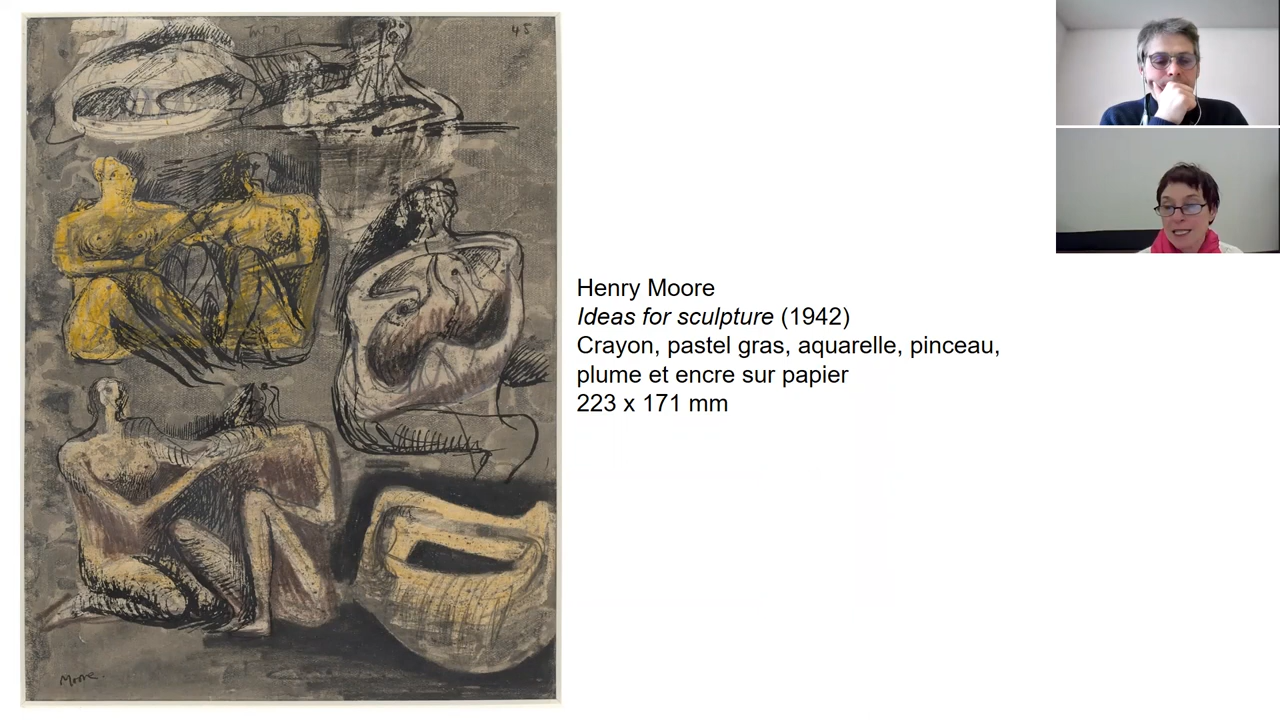 45
Henry Moore
Ideas for sculpture (1942)
Crayon, pastel gras, aquarelle, pinceau,
plume et encre sur papier
223 x 171 mm
Moore.